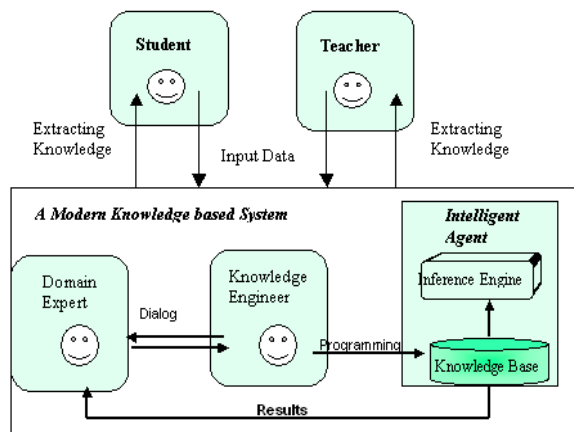 Student
Teacher
Extracting
Knowledge
Input Data
Extracting
Knowledge
A Modern Knowledge based System
Intelligent
Agent
Domain
Expert
Dialog
Knowledge
Engineer
Inference Engine
Programming
Knowledge Base
Results